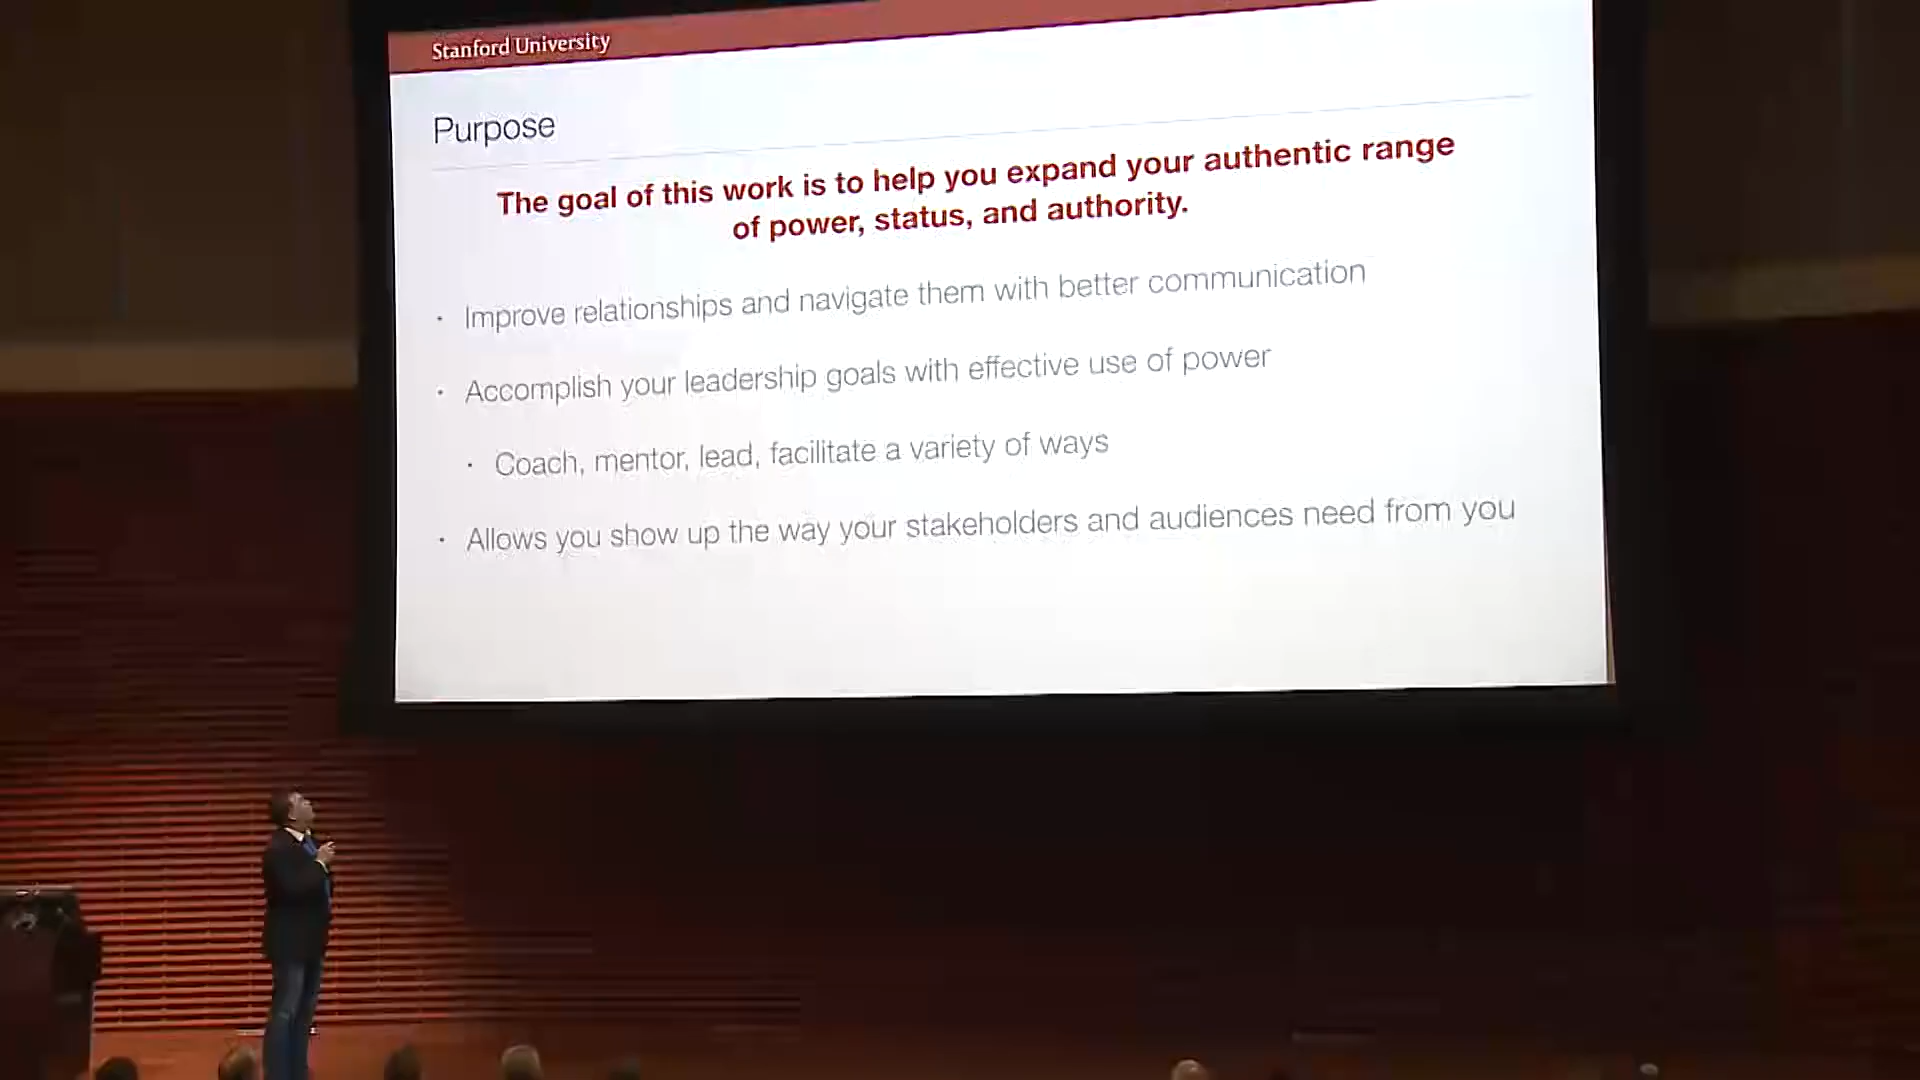 Stanford University
Purpose
The goal of this work is to help you expand your authentic range
of power, status, and authority.
· Improve relationships and navigate them with better communication
· Accomplish your leadership goals with effective use of power
· Coach, mentor, lead, facilitate a variety of ways
· Allows you show up the way your stakeholders and audiences need from you